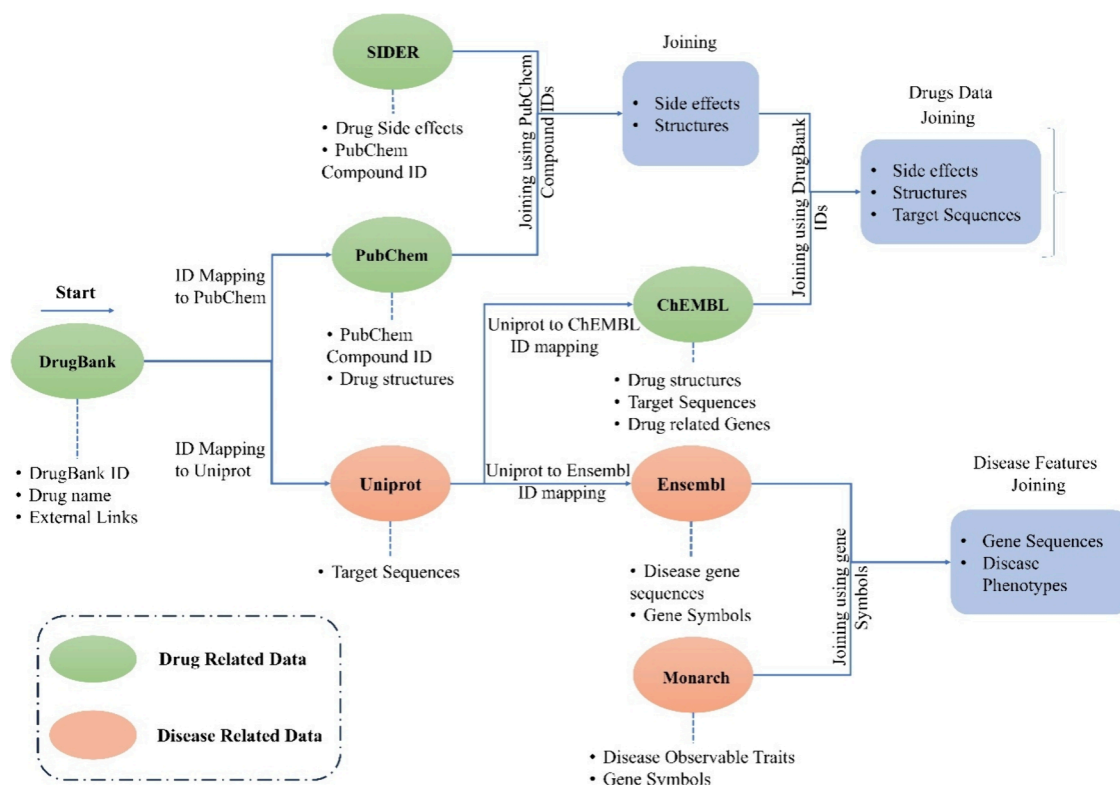 SIDER
• Drug Side effects
• PubChem
Compound ID
Joining using PubChem
Compound IDs
Joining
• Side effects
• Structures
Drugs Data
Joining
• Side effects
• Structures
• Target Sequences
Joining using DrugBank
IDs
PubChem
• PubChem
Compound ID
• Drug structures
ID Mapping
to PubChem
Start
DrugBank
• DrugBank ID
• Drug name
• External Links
ID Mapping
to Uniprot
Uniprot
• Target Sequences
Uniprot to ChEMBL
ID mapping
ChEMBL
• Drug structures
• Target Sequences
• Drug related Genes
Uniprot to Ensembl
ID mapping
Ensembl
• Disease gene
sequences
• Gene Symbols
Joining using gene
Symbols
Disease Features
Joining
• Gene Sequences
• Disease
Phenotypes
Monarch
• Disease Observable Traits
• Gene Symbols
Drug Related Data
Disease Related Data